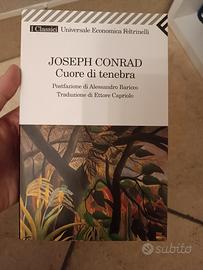 I Classici
Universale Economica Feltrinelli
JOSEPH CONRAD
Cuore di tenebra
Postfazione di Alessandro Baricco
Traduzione di Ettore Capriolo
subito